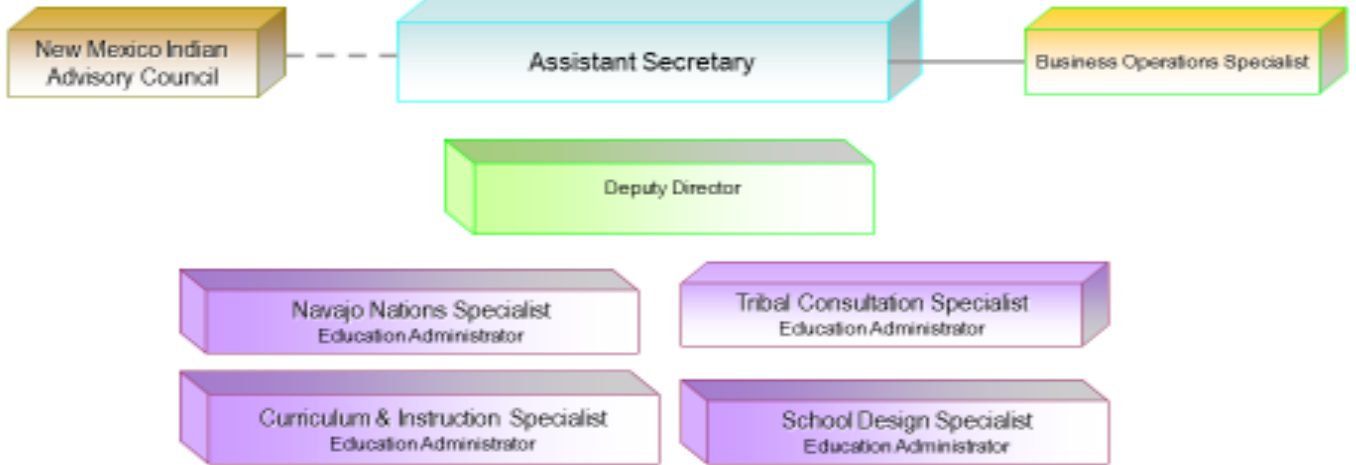 New Mexico Indian
Advisory Council
Assistant Secretary
Business Operations Specialist
Deputy Director
Navajo Nations Specialist
Education Administrator
Tribal Consultation Specialist
Education Administrator
Curriculum & Instruction Specialist
Education Administrator
School Design Specialist
Education Administrator